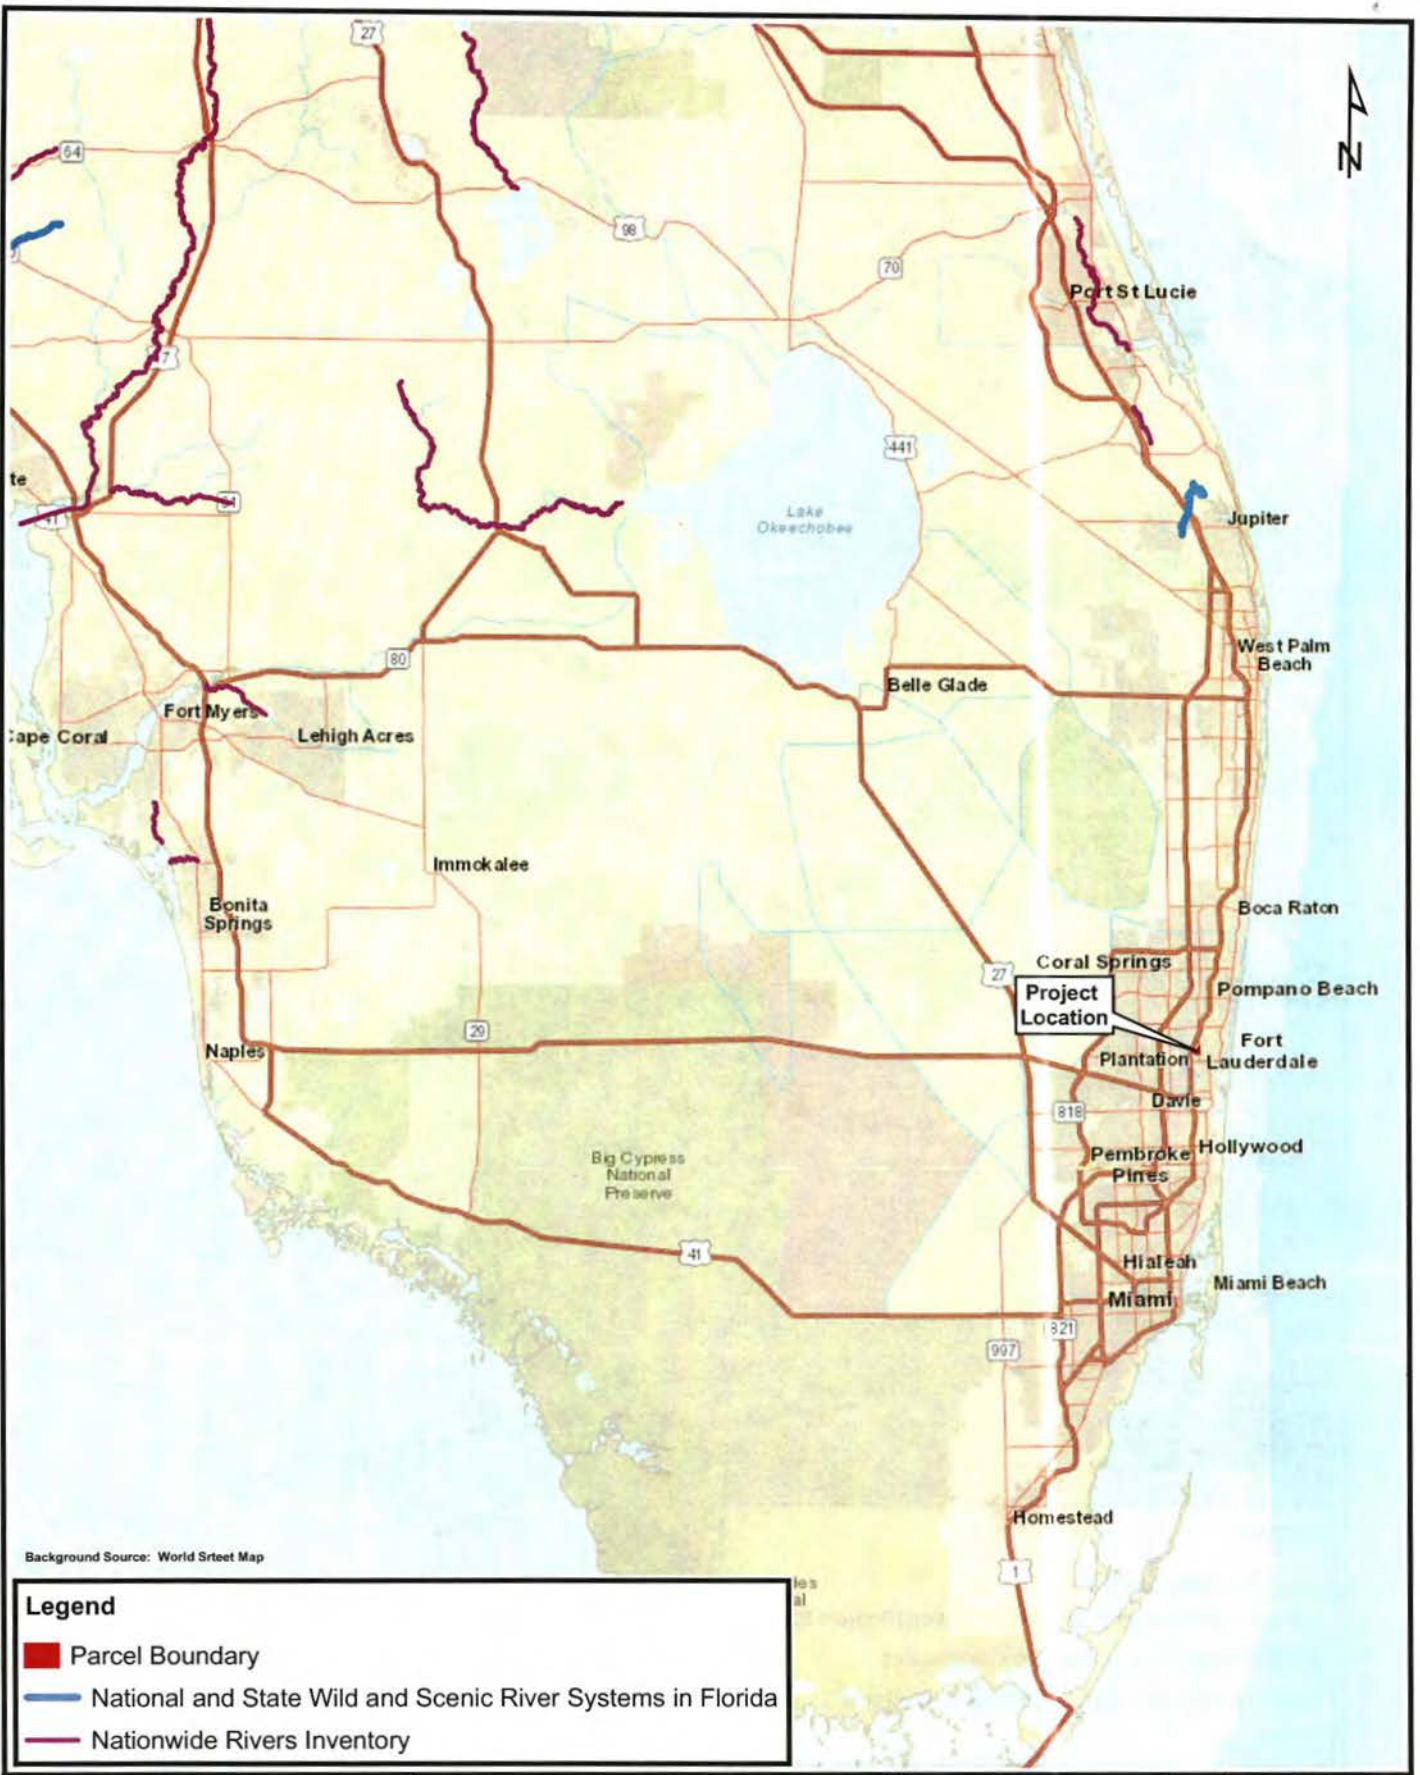 27
N
64
98
70
Port St Lucie
7
441
te
Lake
Okeechobee
Jupiter
41
80
West Palm
Beach
Belle Glade
Fort Myers
Cape Coral
Lehigh Acres
Immokalee
Bonita
Springs
Boca Raton
Coral Springs
27
Project
Location
Pompano Beach
29
Naples
Fort
Lauderdale
Plantation
Davie
818
Hollywood
Pembroke
Pines
Big Cypress
National
Preserve
41
Hialeah
Miami Beach
Miami
821
997
Homestead
1
Background Source: World Srteet Map
les
al
Legend
Parcel Boundary
National and State Wild and Scenic River Systems in Florida
Nationwide Rivers Inventory